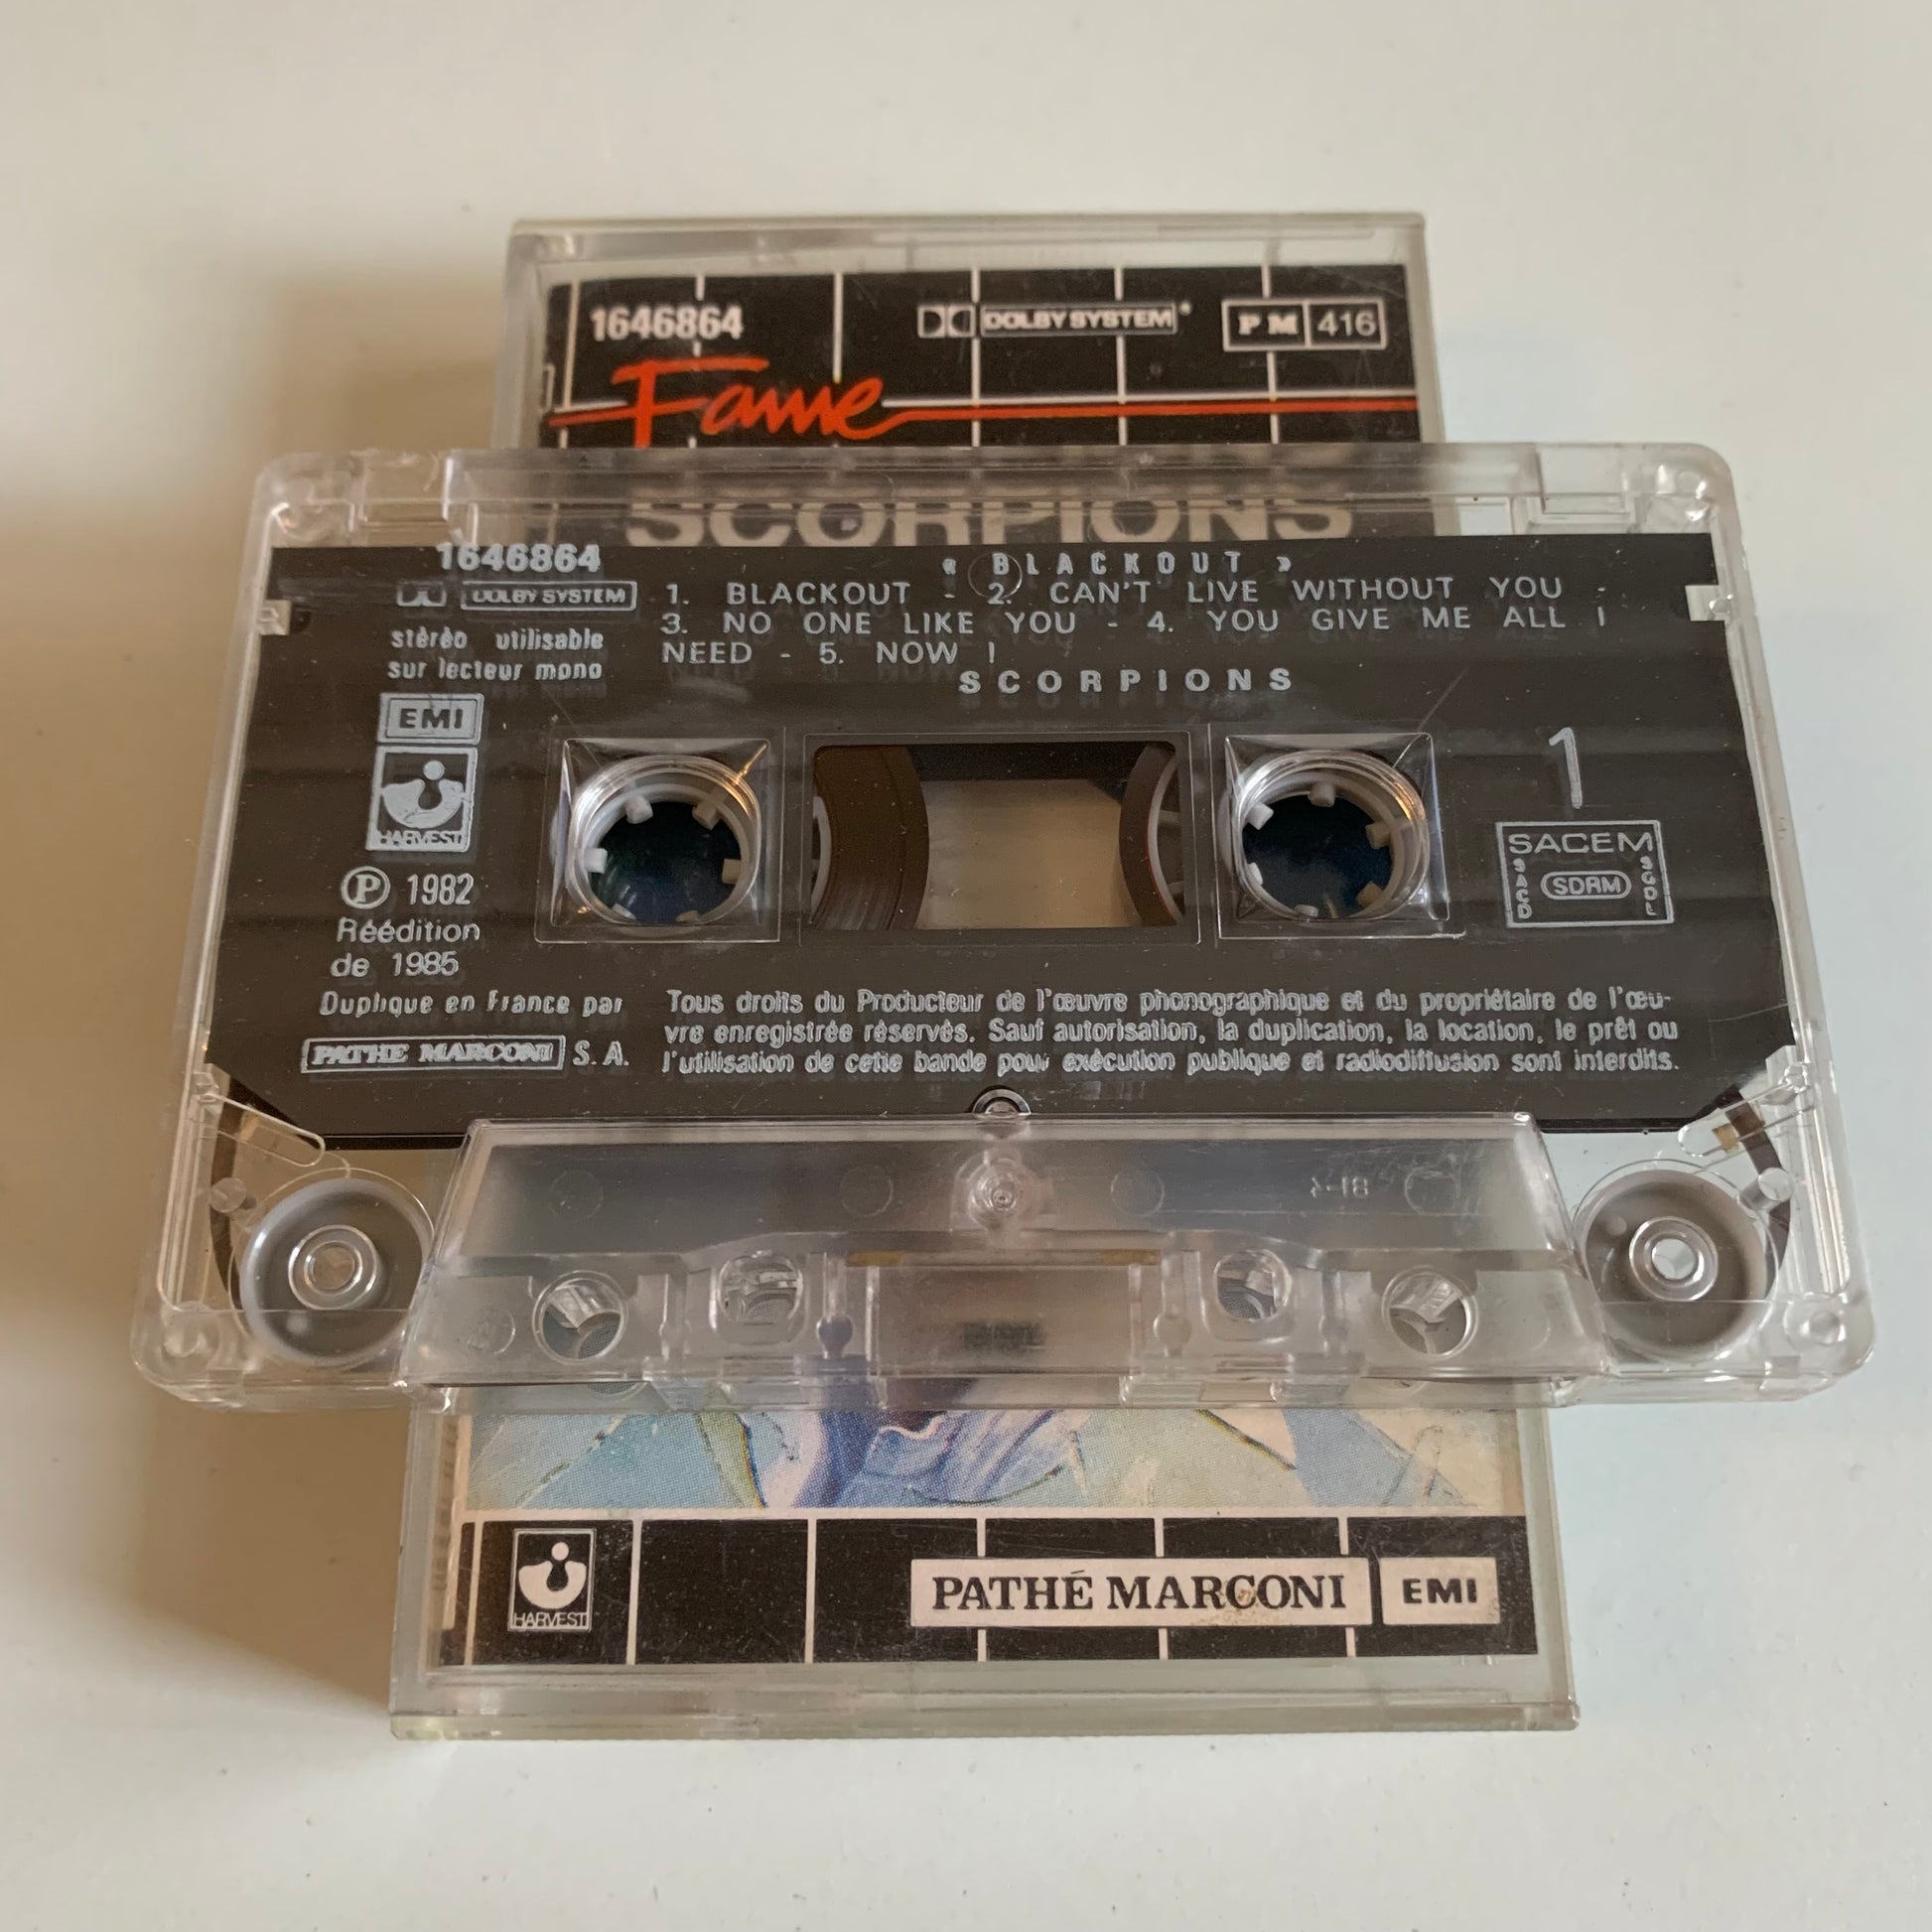 1646864
DOLBY SYSTEM
PM 416
Fame
SCORPIONS
1646864
DOLBY SYSTEM
stéréo utilisable
sur lecteur mono
EMI
HARVEST
Ⓟ 1982
Réédition
de 1985
Duplique en France par
PATHE MARCONI S.A.
« BLACKOUT »
1. BLACKOUT - 2. CAN'T LIVE WITHOUT YOU -
3. NO ONE LIKE YOU - 4. YOU GIVE ME ALL I
NEED - 5. NOW !
SCORPIONS
1
SACEM
SACD
SDRM
SGDL
Tous droits du Producteur de l'œuvre phonographique et du propriétaire de l'œu-
vre enregistrée réservés. Sauf autorisation, la duplication, la location, le prêt ou
l'utilisation de cette bande pour exécution publique et radiodiffusion sont interdits.
HARVEST
PATHÉ MARCONI
EMI